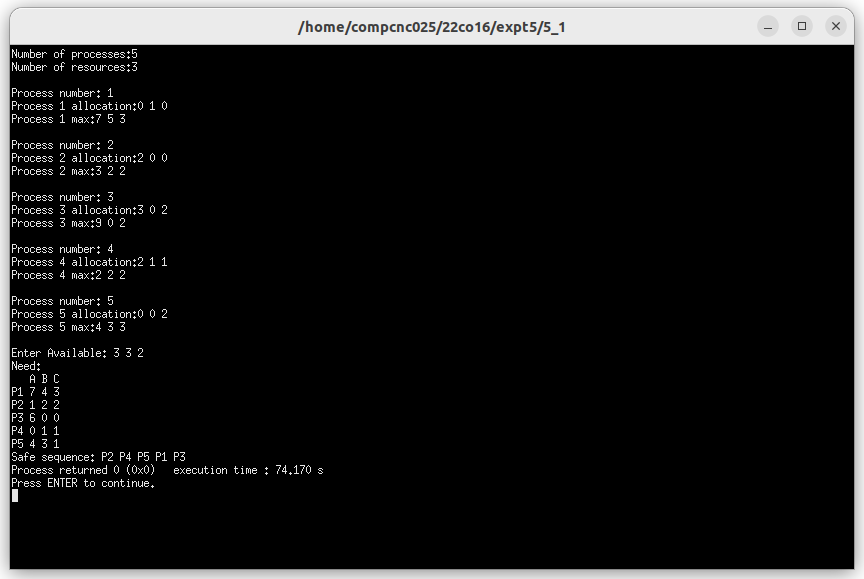 /home/compcnc025/22co16/expt5/5_1
Number of processes:5
Number of resources:3
Process number: 1
Process 1 allocation:0 1 0
Process 1 max:7 5 3
Process number: 2
Process 2 allocation:2 0 0
Process 2 max:3 2 2
Process number: 3
Process 3 allocation:3 0 2
Process 3 max:9 0 2
Process number: 4
Process 4 allocation:2 1 1
Process 4 max:2 2 2
Process number: 5
Process 5 allocation:0 0 2
Process 5 max:4 3 3
Enter Available: 3 3 2
Need:
A B C
P1 7 4 3
P2 1 2 2
P3 6 0 0
P4 0 1 1
P5 4 3 1
Safe sequence: P2 P4 P5 P1 P3
Process returned 0 (0x0)   execution time : 74.170 s
Press ENTER to continue.